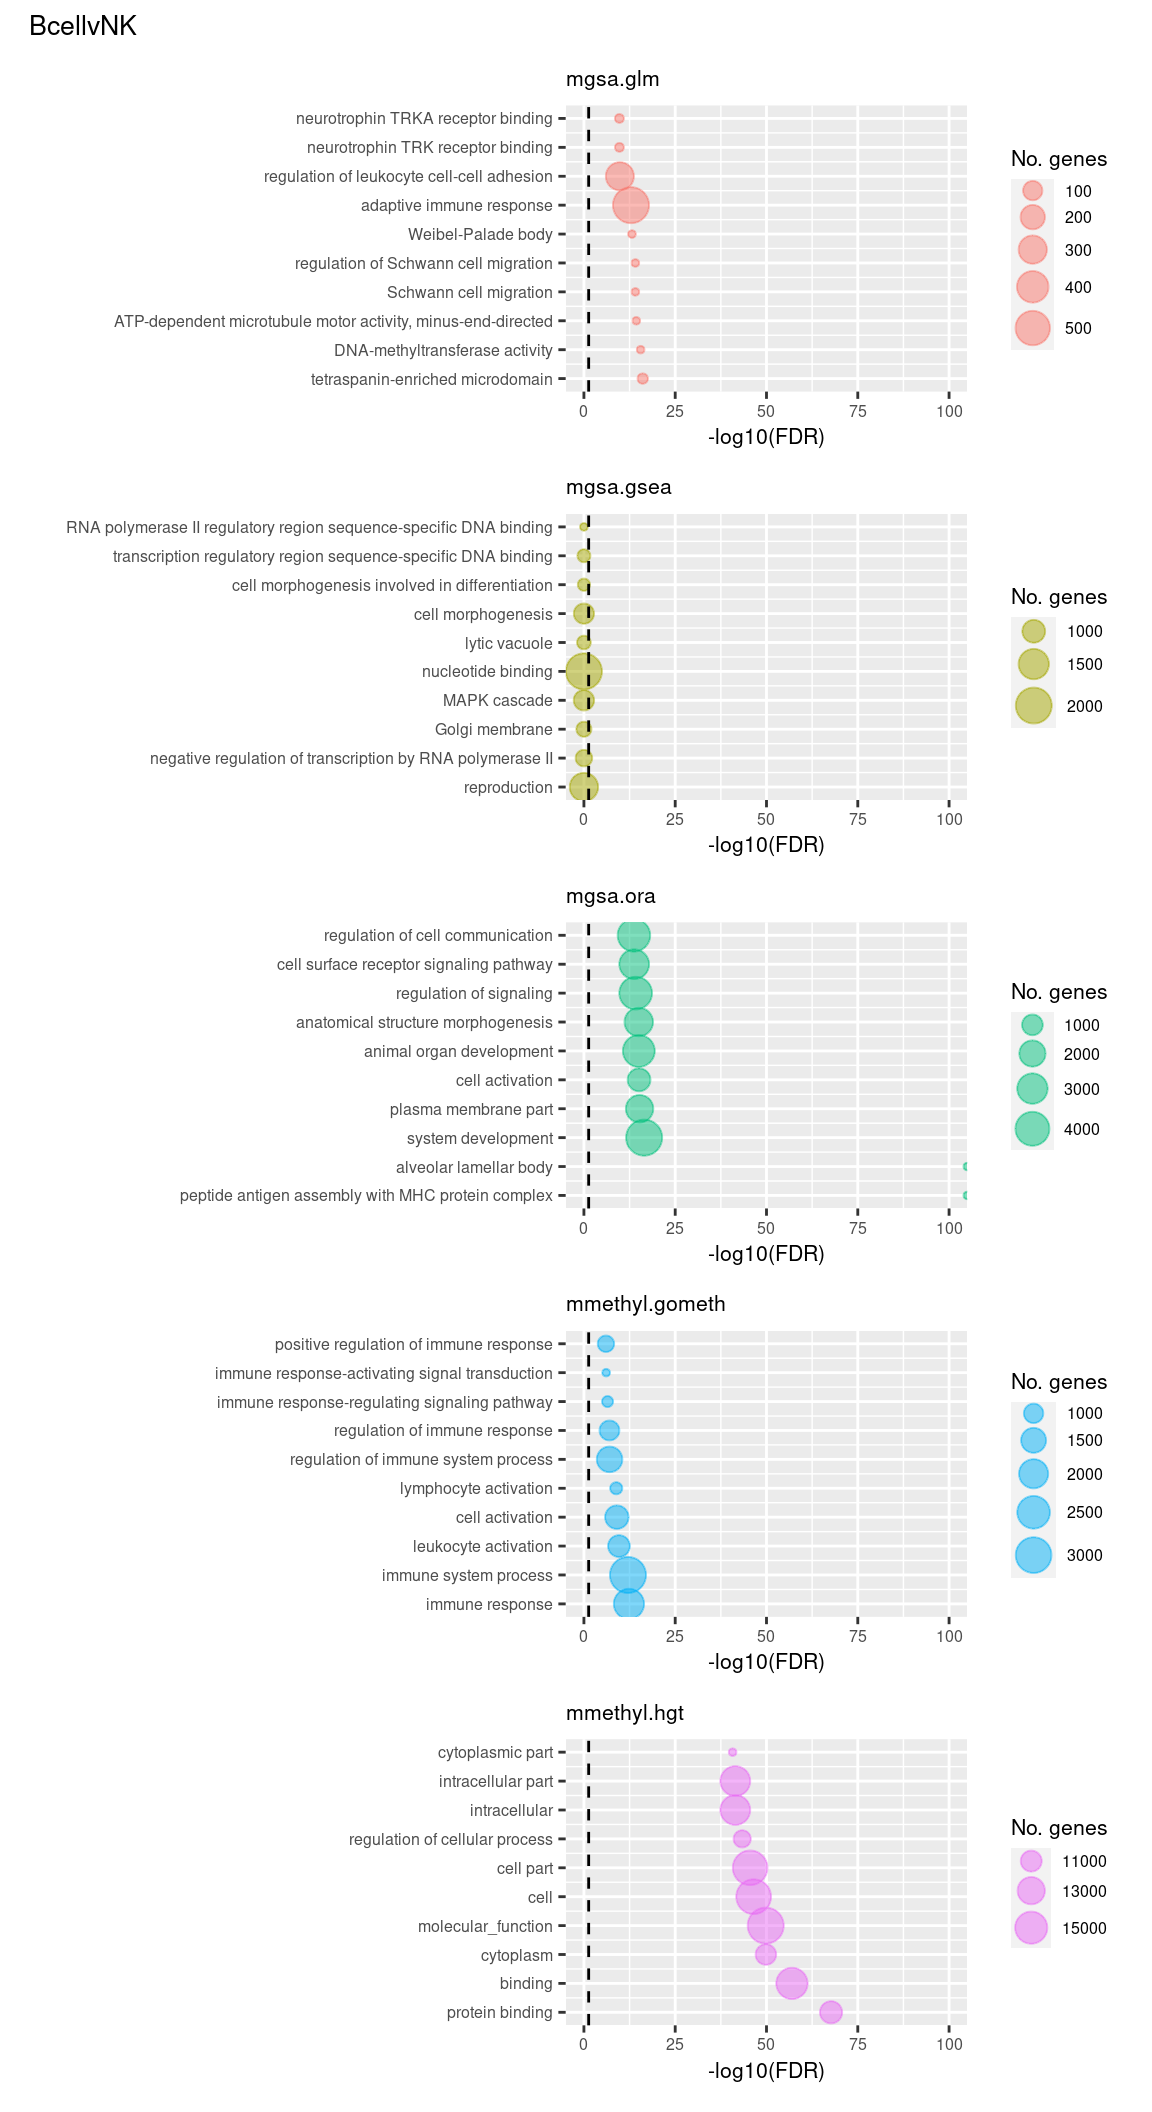 BcellvNK
mgsa.glm
neurotrophin TRKA receptor binding
neurotrophin TRK receptor binding
regulation of leukocyte cell-cell adhesion
adaptive immune response
Weibel-Palade body
regulation of Schwann cell migration
Schwann cell migration
ATP-dependent microtubule motor activity, minus-end-directed
DNA-methyltransferase activity
tetraspanin-enriched microdomain
0 25 50 75 100
-log10(FDR)
No. genes
100
200
300
400
500
mgsa.gsea
RNA polymerase II regulatory region sequence-specific DNA binding
transcription regulatory region sequence-specific DNA binding
cell morphogenesis involved in differentiation
cell morphogenesis
lytic vacuole
nucleotide binding
MAPK cascade
Golgi membrane
negative regulation of transcription by RNA polymerase II
reproduction
0 25 50 75 100
-log10(FDR)
No. genes
1000
1500
2000
mgsa.ora
regulation of cell communication
cell surface receptor signaling pathway
regulation of signaling
anatomical structure morphogenesis
animal organ development
cell activation
plasma membrane part
system development
alveolar lamellar body
peptide antigen assembly with MHC protein complex
0 25 50 75 100
-log10(FDR)
No. genes
1000
2000
3000
4000
mmethyl.gometh
positive regulation of immune response
immune response-activating signal transduction
immune response-regulating signaling pathway
regulation of immune response
regulation of immune system process
lymphocyte activation
cell activation
leukocyte activation
immune system process
immune response
0 25 50 75 100
-log10(FDR)
No. genes
1000
1500
2000
2500
3000
mmethyl.hgt
cytoplasmic part
intracellular part
intracellular
regulation of cellular process
cell part
cell
molecular_function
cytoplasm
binding
protein binding
0 25 50 75 100
-log10(FDR)
No. genes
11000
13000
15000